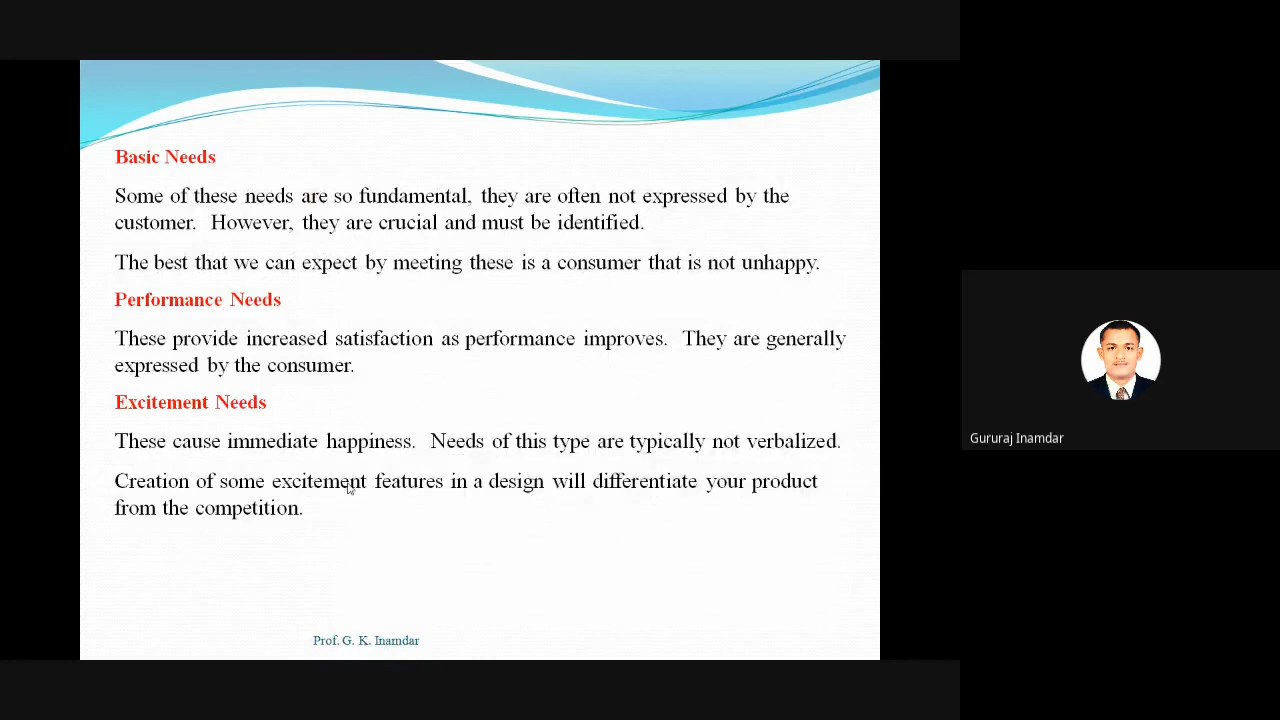 Basic Needs
Some of these needs are so fundamental, they are often not expressed by the
customer. However, they are crucial and must be identified.
The best that we can expect by meeting these is a consumer that is not unhappy.
Performance Needs
These provide increased satisfaction as performance improves. They are generally
expressed by the consumer.
Excitement Needs
These cause immediate happiness. Needs of this type are typically not verbalized.
Creation of some excitement features in a design will differentiate your product
from the competition.
Prof. G. K. Inamdar
Gururaj Inamdar